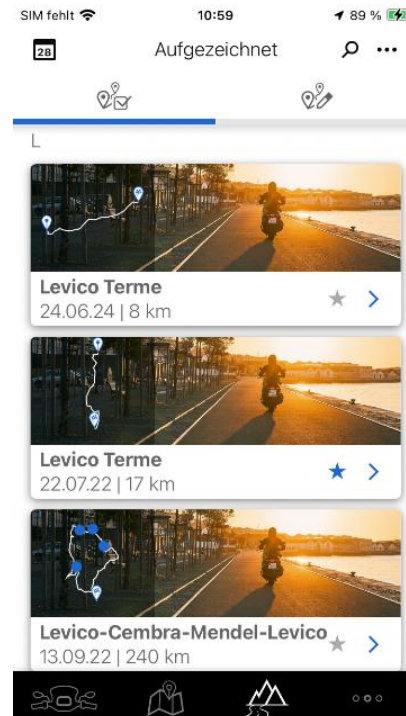 SIM fehlt 10:59 89 %
28 Aufgezeichnet
L
Levico Terme
24.06.24 | 8 km
Levico Terme
22.07.22 | 17 km
Levico-Cembra-Mendel-Levico
13.09.22 | 240 km